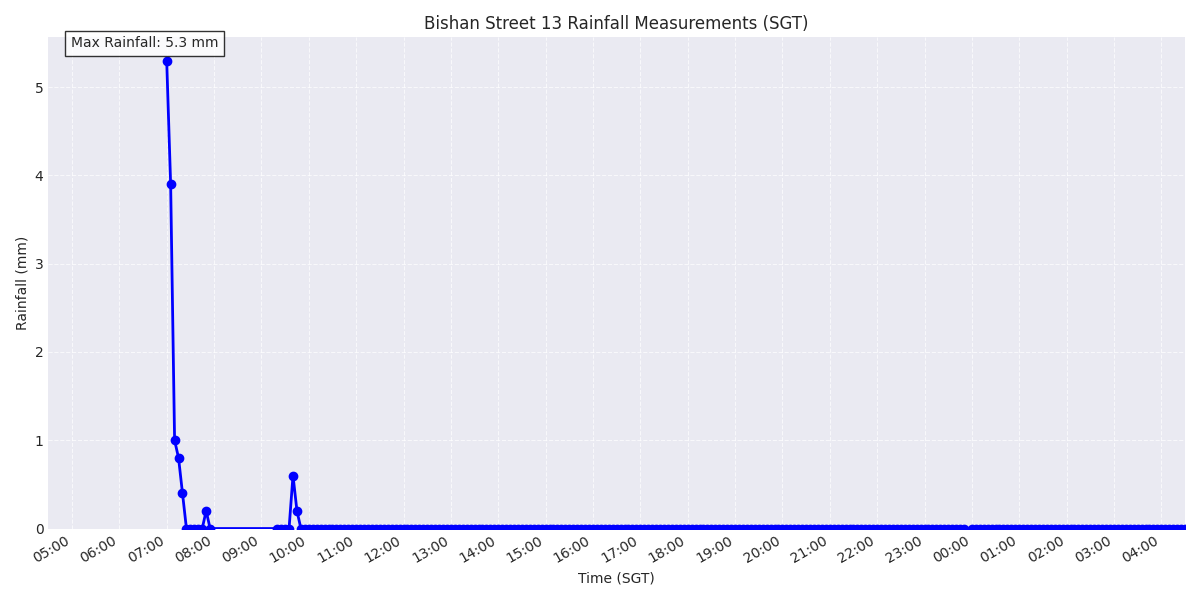 Bishan Street 13 Rainfall Measurements (SGT)
Max Rainfall: 5.3 mm
Rainfall (mm)
5
4
3
2
1
0
05:00 06:00 07:00 08:00 09:00 10:00 11:00 12:00 13:00 14:00 15:00 16:00 17:00 18:00 19:00 20:00 21:00 22:00 23:00 00:00 01:00 02:00 03:00 04:00
Time (SGT)